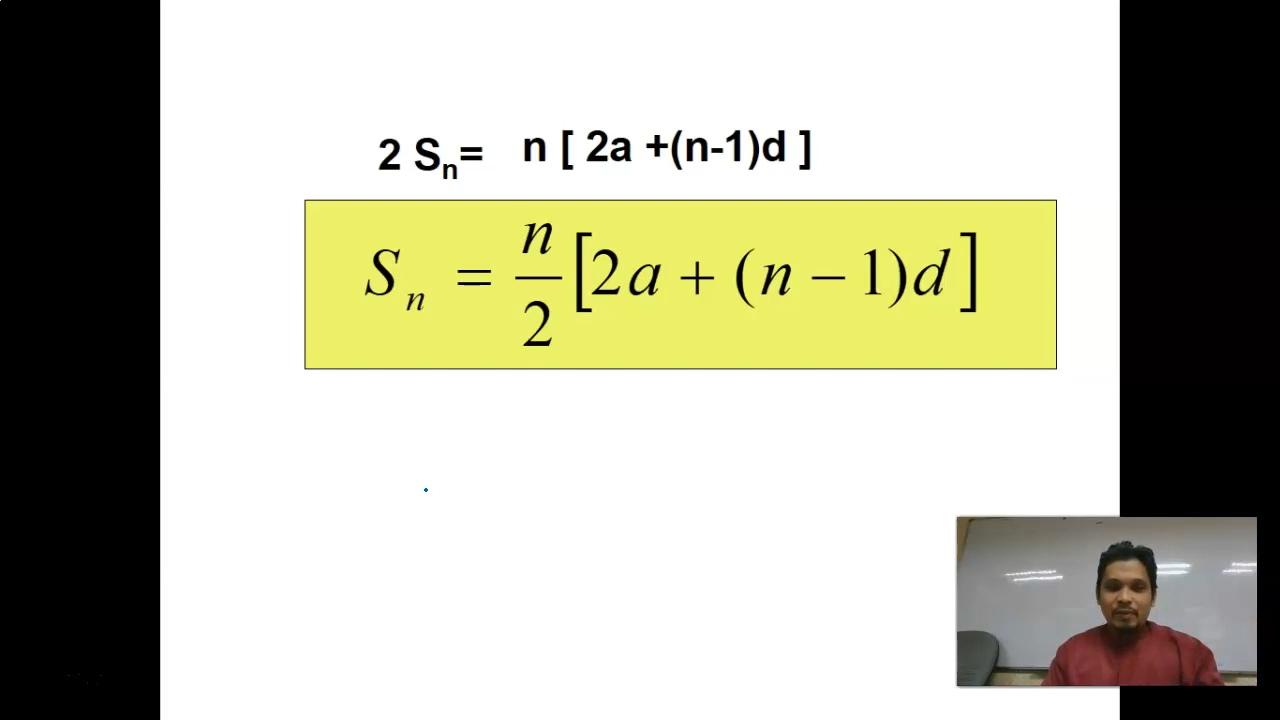 2 Sn= n [ 2a +(n-1)d ]
Sn = n/2 [2a + (n − 1)d]